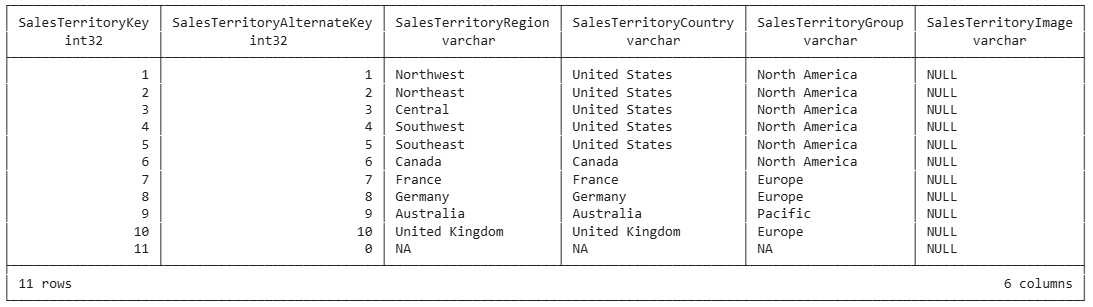 SalesTerritoryKey SalesTerritoryAlternateKey SalesTerritoryRegion SalesTerritoryCountry SalesTerritoryGroup SalesTerritoryImage
int32 int32 varchar varchar varchar varchar
1 1 Northwest United States North America NULL
2 2 Northeast United States North America NULL
3 3 Central United States North America NULL
4 4 Southwest United States North America NULL
5 5 Southeast United States North America NULL
6 6 Canada Canada North America NULL
7 7 France France Europe NULL
8 8 Germany Germany Europe NULL
9 9 Australia Australia Pacific NULL
10 10 United Kingdom United Kingdom Europe NULL
11 0 NA NA NA NULL
11 rows 6 columns